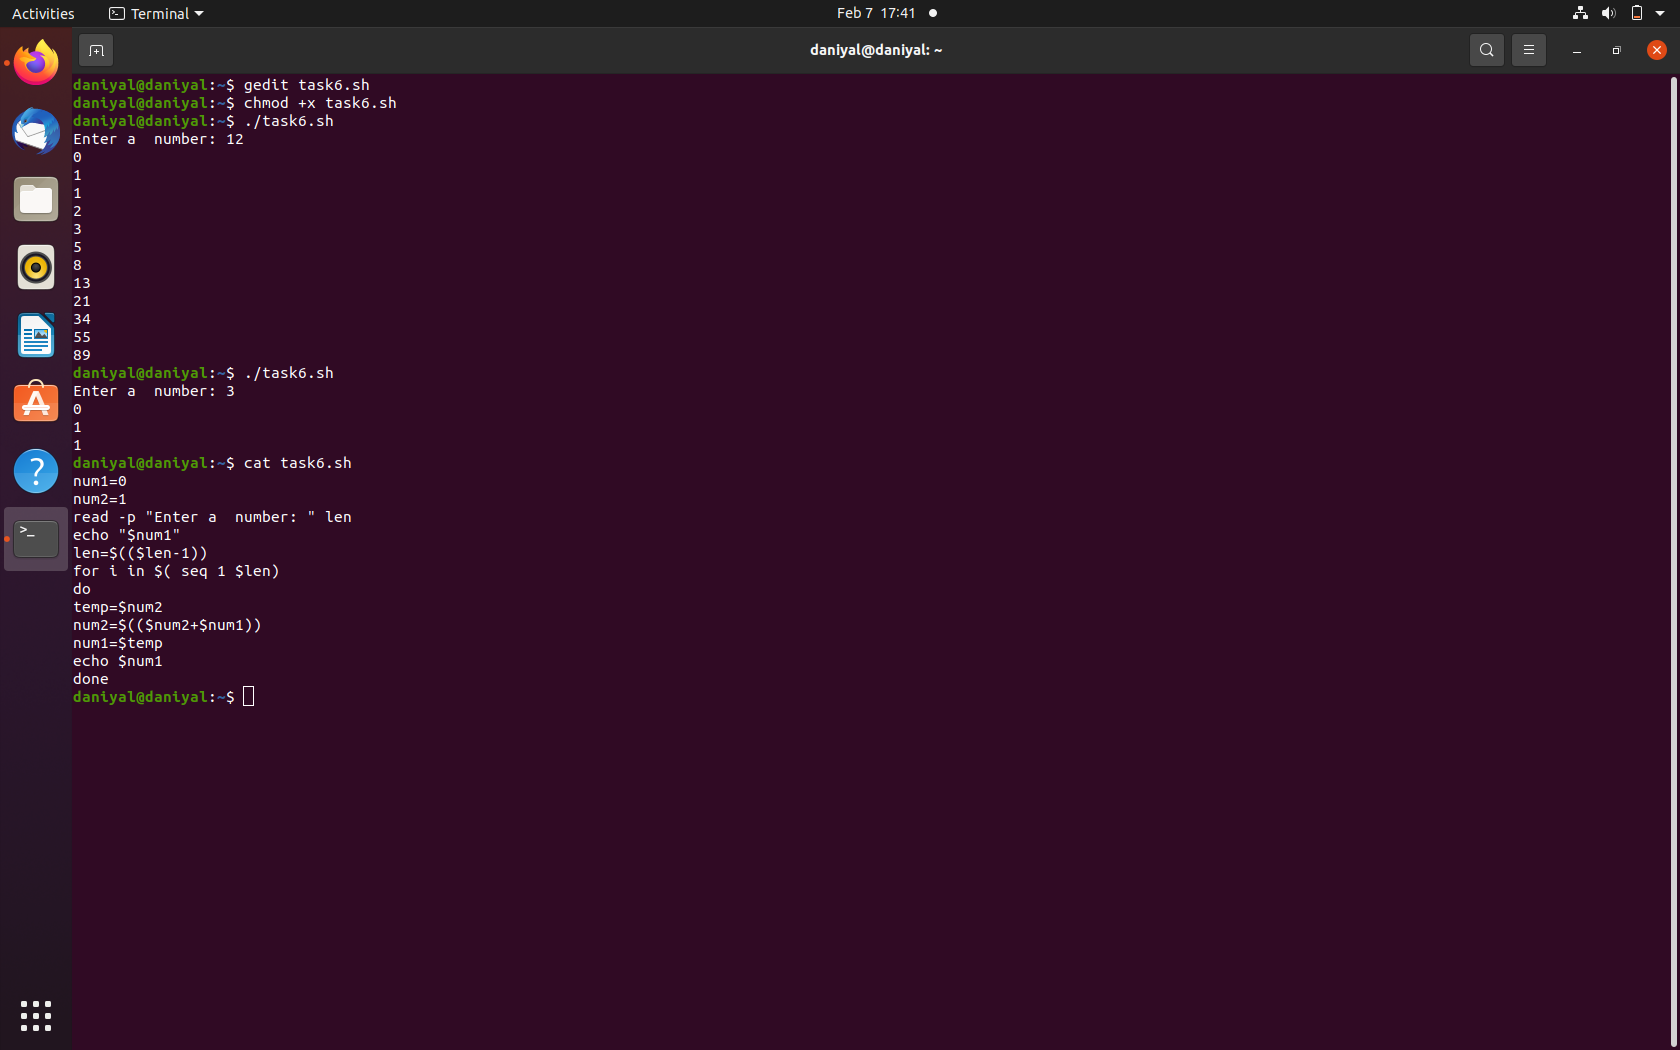 Activities
Terminal
Feb 7 17:41
daniyal@daniyal: ~
daniyal@daniyal:~$ gedit task6.sh
daniyal@daniyal:~$ chmod +x task6.sh
daniyal@daniyal:~$ ./task6.sh
Enter a  number: 12
0
1
1
2
3
5
8
13
21
34
55
89
daniyal@daniyal:~$ ./task6.sh
Enter a  number: 3
0
1
1
daniyal@daniyal:~$ cat task6.sh
num1=0
num2=1
read -p "Enter a  number: " len
echo "$num1"
len=$(($len-1))
for i in $( seq 1 $len)
do
temp=$num2
num2=$(($num2+$num1))
num1=$temp
echo $num1
done
daniyal@daniyal:~$